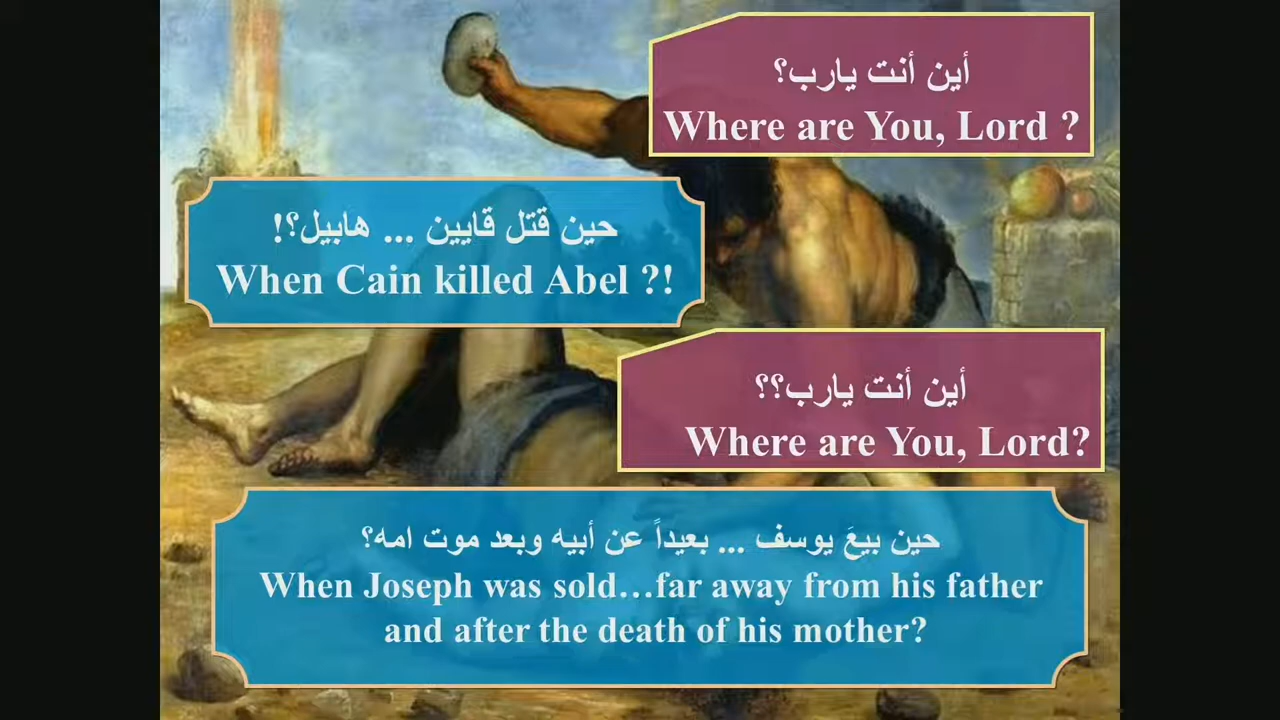 أين أنت يارب؟
Where are You, Lord ?
حين قتل قايين ... هابيل؟!
When Cain killed Abel ?!
أين أنت يارب؟؟
Where are You, Lord?
حين بيعَ يوسف ... بعيداً عن أبيه وبعد موت امه؟
When Joseph was sold…far away from his father
and after the death of his mother?